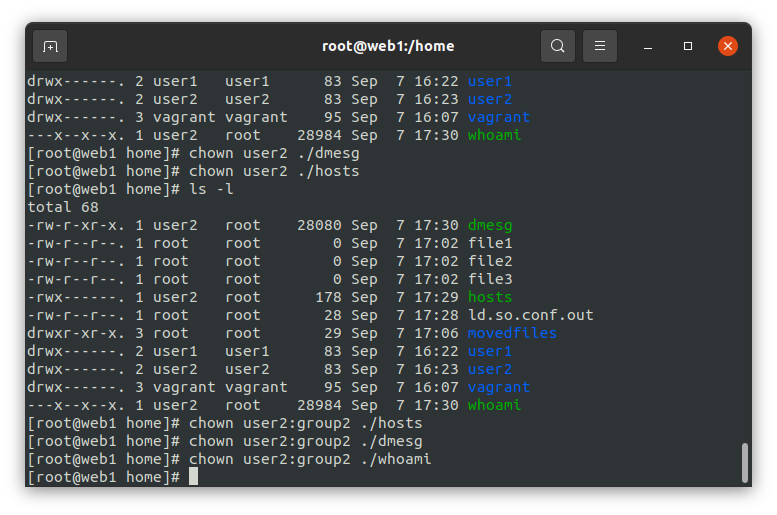 root@web1:/home
drwx------. 2 user1   user1      83 Sep  7 16:22 user1
drwx------. 2 user2   user2      83 Sep  7 16:23 user2
drwx------. 3 vagrant vagrant    95 Sep  7 16:07 vagrant
---x--x--x. 1 user2   root    28984 Sep  7 17:30 whoami
[root@web1 home]# chown user2 ./dmesg
[root@web1 home]# chown user2 ./hosts
[root@web1 home]# ls -l
total 68
-rw-r-xr-x. 1 user2   root    28080 Sep  7 17:30 dmesg
-rw-r--r--. 1 root    root        0 Sep  7 17:02 file1
-rw-r--r--. 1 root    root        0 Sep  7 17:02 file2
-rw-r--r--. 1 root    root        0 Sep  7 17:02 file3
-rwx------. 1 user2   root      178 Sep  7 17:29 hosts
-rw-r--r--. 1 root    root       28 Sep  7 17:28 ld.so.conf.out
drwxr-xr-x. 3 root    root       29 Sep  7 17:06 movedfiles
drwx------. 2 user1   user1      83 Sep  7 16:22 user1
drwx------. 2 user2   user2      83 Sep  7 16:23 user2
drwx------. 3 vagrant vagrant    95 Sep  7 16:07 vagrant
---x--x--x. 1 user2   root    28984 Sep  7 17:30 whoami
[root@web1 home]# chown user2:group2 ./hosts
[root@web1 home]# chown user2:group2 ./dmesg
[root@web1 home]# chown user2:group2 ./whoami
[root@web1 home]#